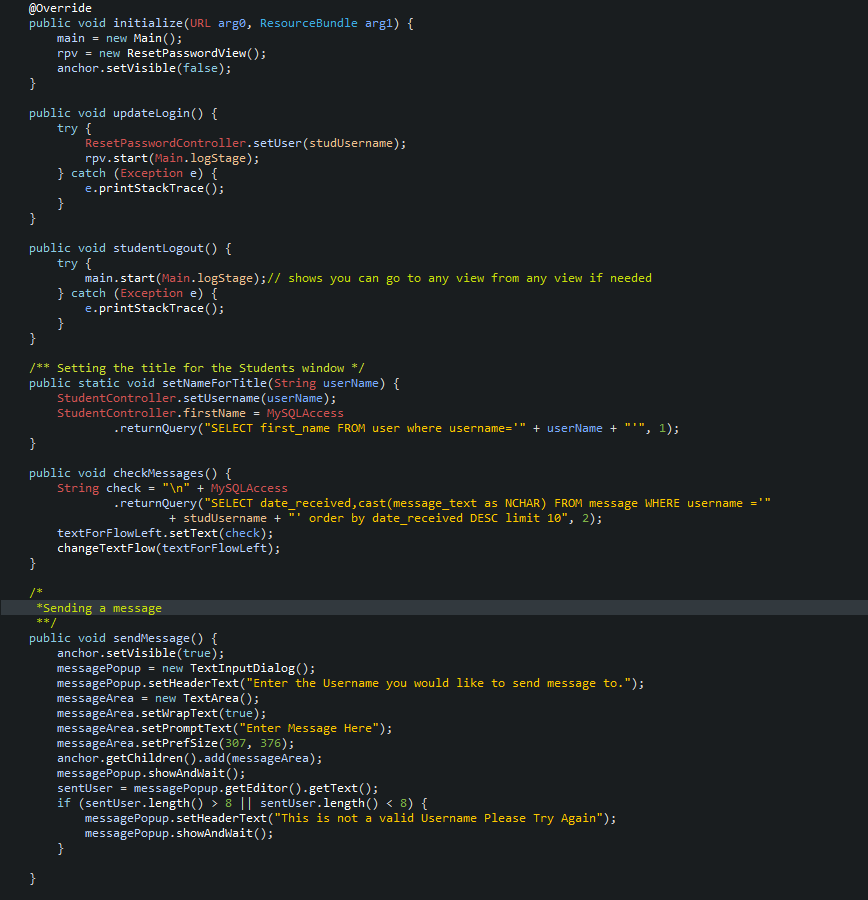 @Override
public void initialize(URL arg0, ResourceBundle arg1) {
main = new Main();
rpv = new ResetPasswordView();
anchor.setVisible(false);
}
public void updateLogin() {
try {
ResetPasswordController.setUser(studUsername);
rpv.start(Main.logStage);
} catch (Exception e) {
e.printStackTrace();
}
}
public void studentLogout() {
try {
main.start(Main.logStage);// shows you can go to any view from any view if needed
} catch (Exception e) {
e.printStackTrace();
}
}
/** Setting the title for the Students window */
public static void setNameForTitle(String userName) {
StudentController.setUsername(userName);
StudentController.firstName = MySQLAccess
.returnQuery("SELECT first_name FROM user where username='" + userName + "'", 1);
}
public void checkMessages() {
String check = "\n" + MySQLAccess
.returnQuery("SELECT date_received,cast(message_text as NCHAR) FROM message WHERE username ='"
+ studUsername + "' order by date_received DESC limit 10", 2);
textForFlowLeft.setText(check);
changeTextFlow(textForFlowLeft);
}
/*
*Sending a message
**/
public void sendMessage() {
anchor.setVisible(true);
messagePopup = new TextInputDialog();
messagePopup.setHeaderText("Enter the Username you would like to send message to.");
messageArea = new TextArea();
messageArea.setWrapText(true);
messageArea.setPromptText("Enter Message Here");
messageArea.setPrefSize(307, 376);
anchor.getChildren().add(messageArea);
messagePopup.showAndWait();
sentUser = messagePopup.getEditor().getText();
if (sentUser.length() > 8 || sentUser.length() < 8) {
messagePopup.setHeaderText("This is not a valid Username Please Try Again");
messagePopup.showAndWait();
}
}